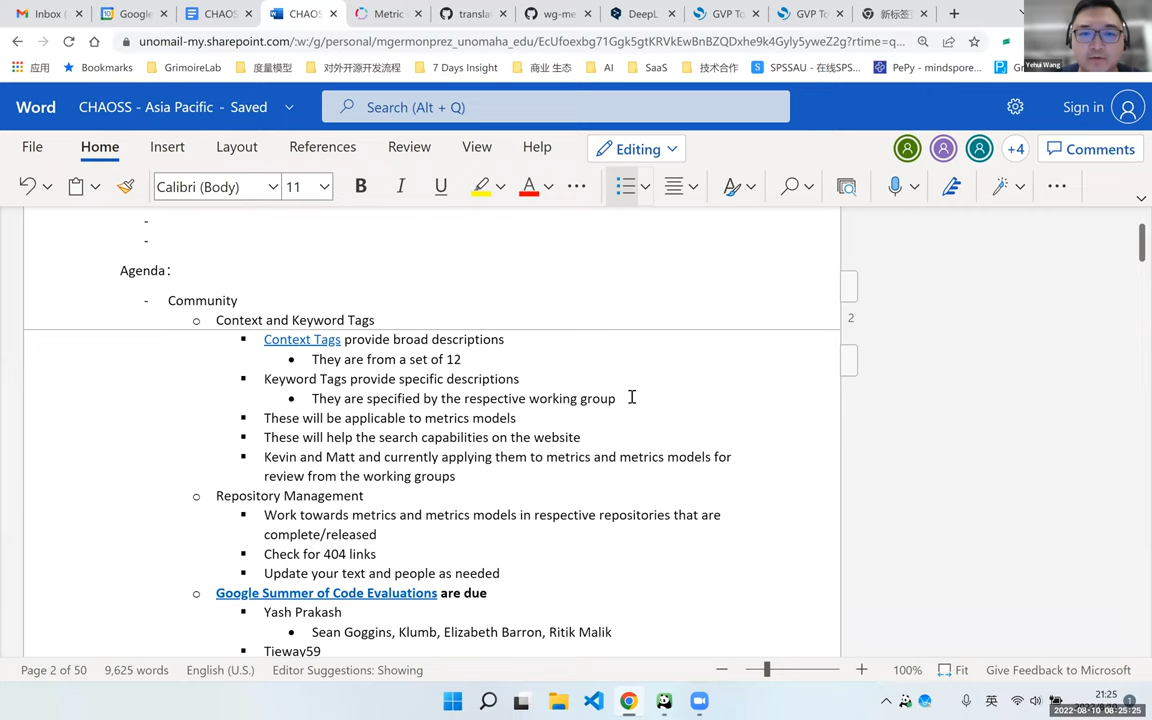 Inbox (
Google
CHAOSS
CHAOS
Metric
transla
wg-me
DeepL
GVP To
GVP To
新标签
unomail-my.sharepoint.com/:w:/g/personal/mgermonprez_unomaha_edu/EcUfoexbg71Ggk5gtKRVkEwBnBZQDxhe9k4Gyly5yweZ2g?rtime=q...
Yehui Wang
应用
Bookmarks
GrimoireLab
度量模型
对外开源开发流程
7 Days Insight
商业 生态
AI
SaaS
技术合作
SPSSAU - 在线SPS...
PePy - mindspore...
Word
CHAOSS - Asia Pacific - Saved
Search (Alt + Q)
Sign in
File
Home
Insert
Layout
References
Review
View
Help
Editing
+4
Comments
Calibri (Body)
11
B
I
U
A
-
-
Agenda：
- Community
o Context and Keyword Tags
▪ Context Tags provide broad descriptions
• They are from a set of 12
▪ Keyword Tags provide specific descriptions
• They are specified by the respective working group
▪ These will be applicable to metrics models
▪ These will help the search capabilities on the website
▪ Kevin and Matt and currently applying them to metrics and metrics models for
review from the working groups
o Repository Management
▪ Work towards metrics and metrics models in respective repositories that are
complete/released
▪ Check for 404 links
▪ Update your text and people as needed
o Google Summer of Code Evaluations are due
▪ Yash Prakash
• Sean Goggins, Klumb, Elizabeth Barron, Ritik Malik
▪ Tieway59
2
Page 2 of 50
9,625 words
English (U.S.)
Editor Suggestions: Showing
100%
Fit
Give Feedback to Microsoft
英
21:25
2022-08-10 08:25:25